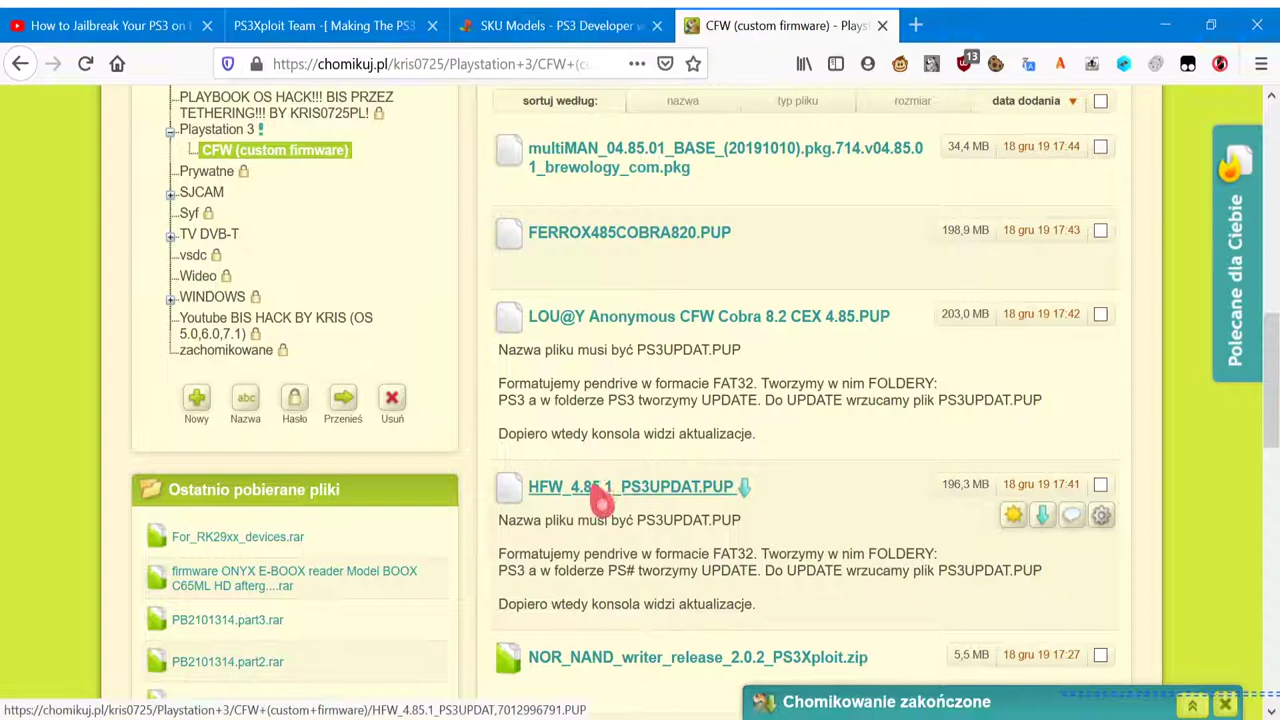 How to Jailbreak Your PS3 on
PS3Xploit Team -[ Making The PS3
SKU Models - PS3 Developer w
CFW (custom firmware) - Playst
https://chomikuj.pl/kris0725/Playstation+3/CFW+(cu
13
PLAYBOOK OS HACK!!! BIS PRZEZ
TETHERING!!! BY KRIS0725PL!
Playstation 3 !
CFW (custom firmware)
Prywatne
SJCAM
Syf
TV DVB-T
vsdc
Wideo
WINDOWS
Youtube BIS HACK BY KRIS (OS
5.0,6.0,7.1)
zachomikowane
abc
Nowy Nazwa Hasło Przenieś Usuń
Ostatnio pobierane pliki
For_RK29xx_devices.rar
firmware ONYX E-BOOX reader Model BOOX
C65ML HD afterg....rar
PB2101314.part3.rar
PB2101314.part2.rar
sortuj według: nazwa typ pliku rozmiar data dodania
multiMAN_04.85.01_BASE_(20191010).pkg.714.v04.85.0 34,4 MB 18 gru 19 17:44
1_brewology_com.pkg
FERROX485COBRA820.PUP 198,9 MB 18 gru 19 17:43
LOU@Y Anonymous CFW Cobra 8.2 CEX 4.85.PUP 203,0 MB 18 gru 19 17:42
Nazwa pliku musi być PS3UPDAT.PUP
Formatujemy pendrive w formacie FAT32. Tworzymy w nim FOLDERY:
PS3 a w folderze PS3 tworzymy UPDATE. Do UPDATE wrzucamy plik PS3UPDAT.PUP
Dopiero wtedy konsola widzi aktualizacje.
HFW_4.85.1_PS3UPDAT.PUP 196,3 MB 18 gru 19 17:41
Nazwa pliku musi być PS3UPDAT.PUP
Formatujemy pendrive w formacie FAT32. Tworzymy w nim FOLDERY:
PS3 a w folderze PS# tworzymy UPDATE. Do UPDATE wrzucamy plik PS3UPDAT.PUP
Dopiero wtedy konsola widzi aktualizacje.
NOR_NAND_writer_release_2.0.2_PS3Xploit.zip 5,5 MB 18 gru 19 17:27
Polecane dla Ciebie
Chomikowanie zakończone
https://chomikuj.pl/kris0725/Playstation+3/CFW+(custom+firmware)/HFW_4.85.1_PS3UPDAT,7012396791.PUP